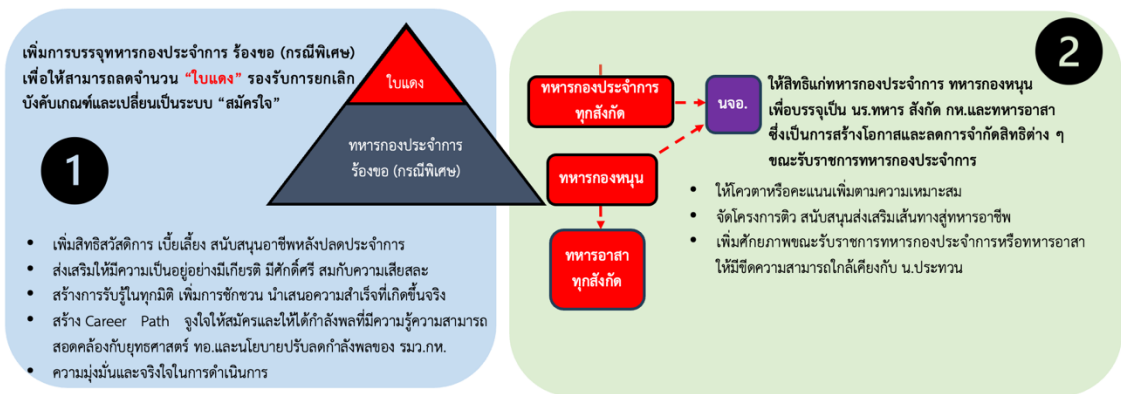 เพิ่มการบรรจุทหารกองประจำการ ร้องขอ (กรณีพิเศษ)
เพื่อให้สามารถลดจำนวน “ใบแดง” รองรับการยกเลิก
บังคับเกณฑ์และเปลี่ยนเป็นระบบ “สมัครใจ”
ใบแดง
ทหารกองประจำการ
ร้องขอ (กรณีพิเศษ)
1
• เพิ่มสิทธิสวัสดิการ เบี้ยเลี้ยง สนับสนุนอาชีพหลังปลดประจำการ
• ส่งเสริมให้มีความเป็นอยู่อย่างมีเกียรติ มีศักดิ์ศรี สมกับความเสียสละ
• สร้างการรับรู้ในทุกมิติ เพิ่มการชักชวน นำเสนอความสำเร็จที่เกิดขึ้นจริง
• สร้าง Career Path จูงใจให้สมัครและให้ได้กำลังพลที่มีความรู้ความสามารถ
สอดคล้องกับยุทธศาสตร์ ทอ.และนโยบายปรับลดกำลังพลของ รมว.กห.
• ความมุ่งมั่นและจริงใจในการดำเนินการ
2
ทหารกองประจำการ
ทุกสังกัด
นจอ.
ทหารกองหนุน
ทหารอาสา
ทุกสังกัด
ให้สิทธิแก่ทหารกองประจำการ ทหารกองหนุน
เพื่อบรรจุเป็น นร.ทหาร สังกัด กห.และทหารอาสา
ซึ่งเป็นการสร้างโอกาสและลดการจำกัดสิทธิต่าง ๆ
ขณะรับราชการทหารกองประจำการ
• ให้โควตาหรือคะแนนเพิ่มตามความเหมาะสม
• จัดโครงการติว สนับสนุนส่งเสริมเส้นทางสู่ทหารอาชีพ
• เพิ่มศักยภาพขณะรับราชการทหารกองประจำการหรือทหารอาสา
ให้มีขีดความสามารถใกล้เคียงกับ น.ประทวน